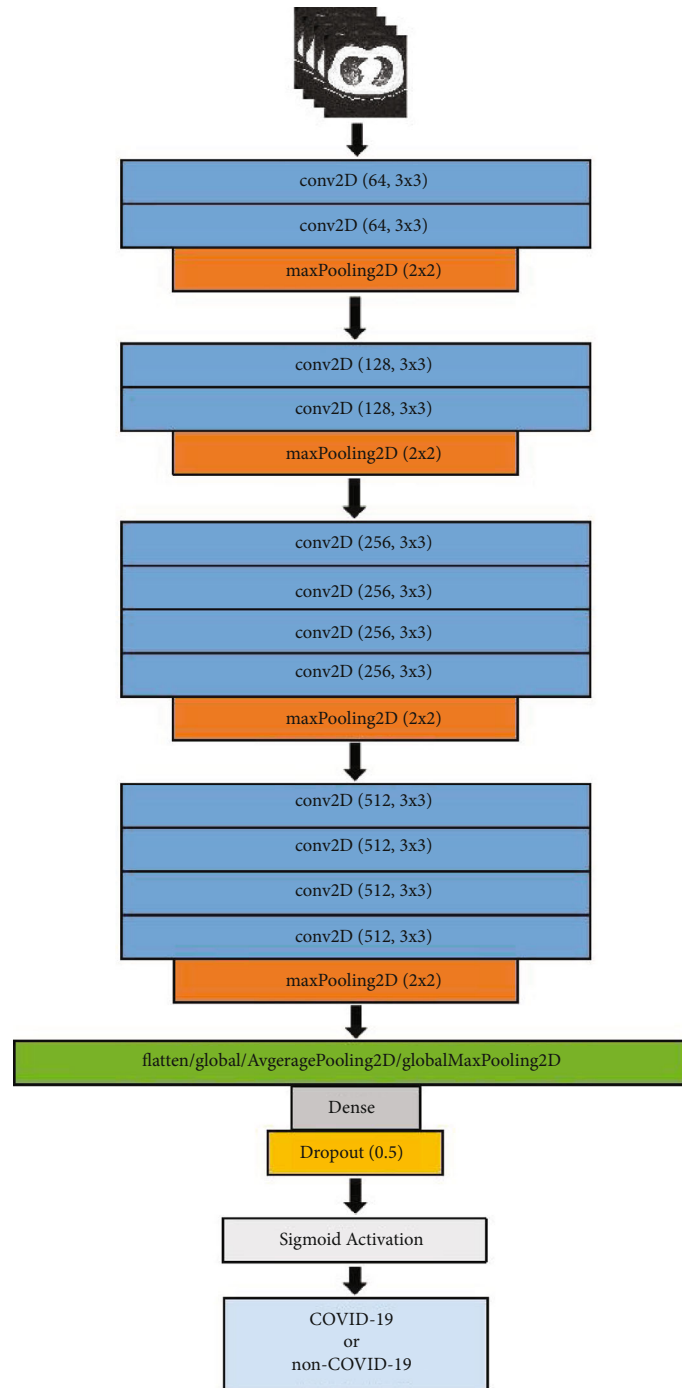 conv2D (64, 3x3)
conv2D (64, 3x3)
maxPooling2D (2x2)
conv2D (128, 3x3)
conv2D (128, 3x3)
maxPooling2D (2x2)
conv2D (256, 3x3)
conv2D (256, 3x3)
conv2D (256, 3x3)
conv2D (256, 3x3)
maxPooling2D (2x2)
conv2D (512, 3x3)
conv2D (512, 3x3)
conv2D (512, 3x3)
conv2D (512, 3x3)
maxPooling2D (2x2)
flatten/global/AvgeragePooling2D/globalMaxPooling2D
Dense
Dropout (0.5)
Sigmoid Activation
COVID-19
or
non-COVID-19